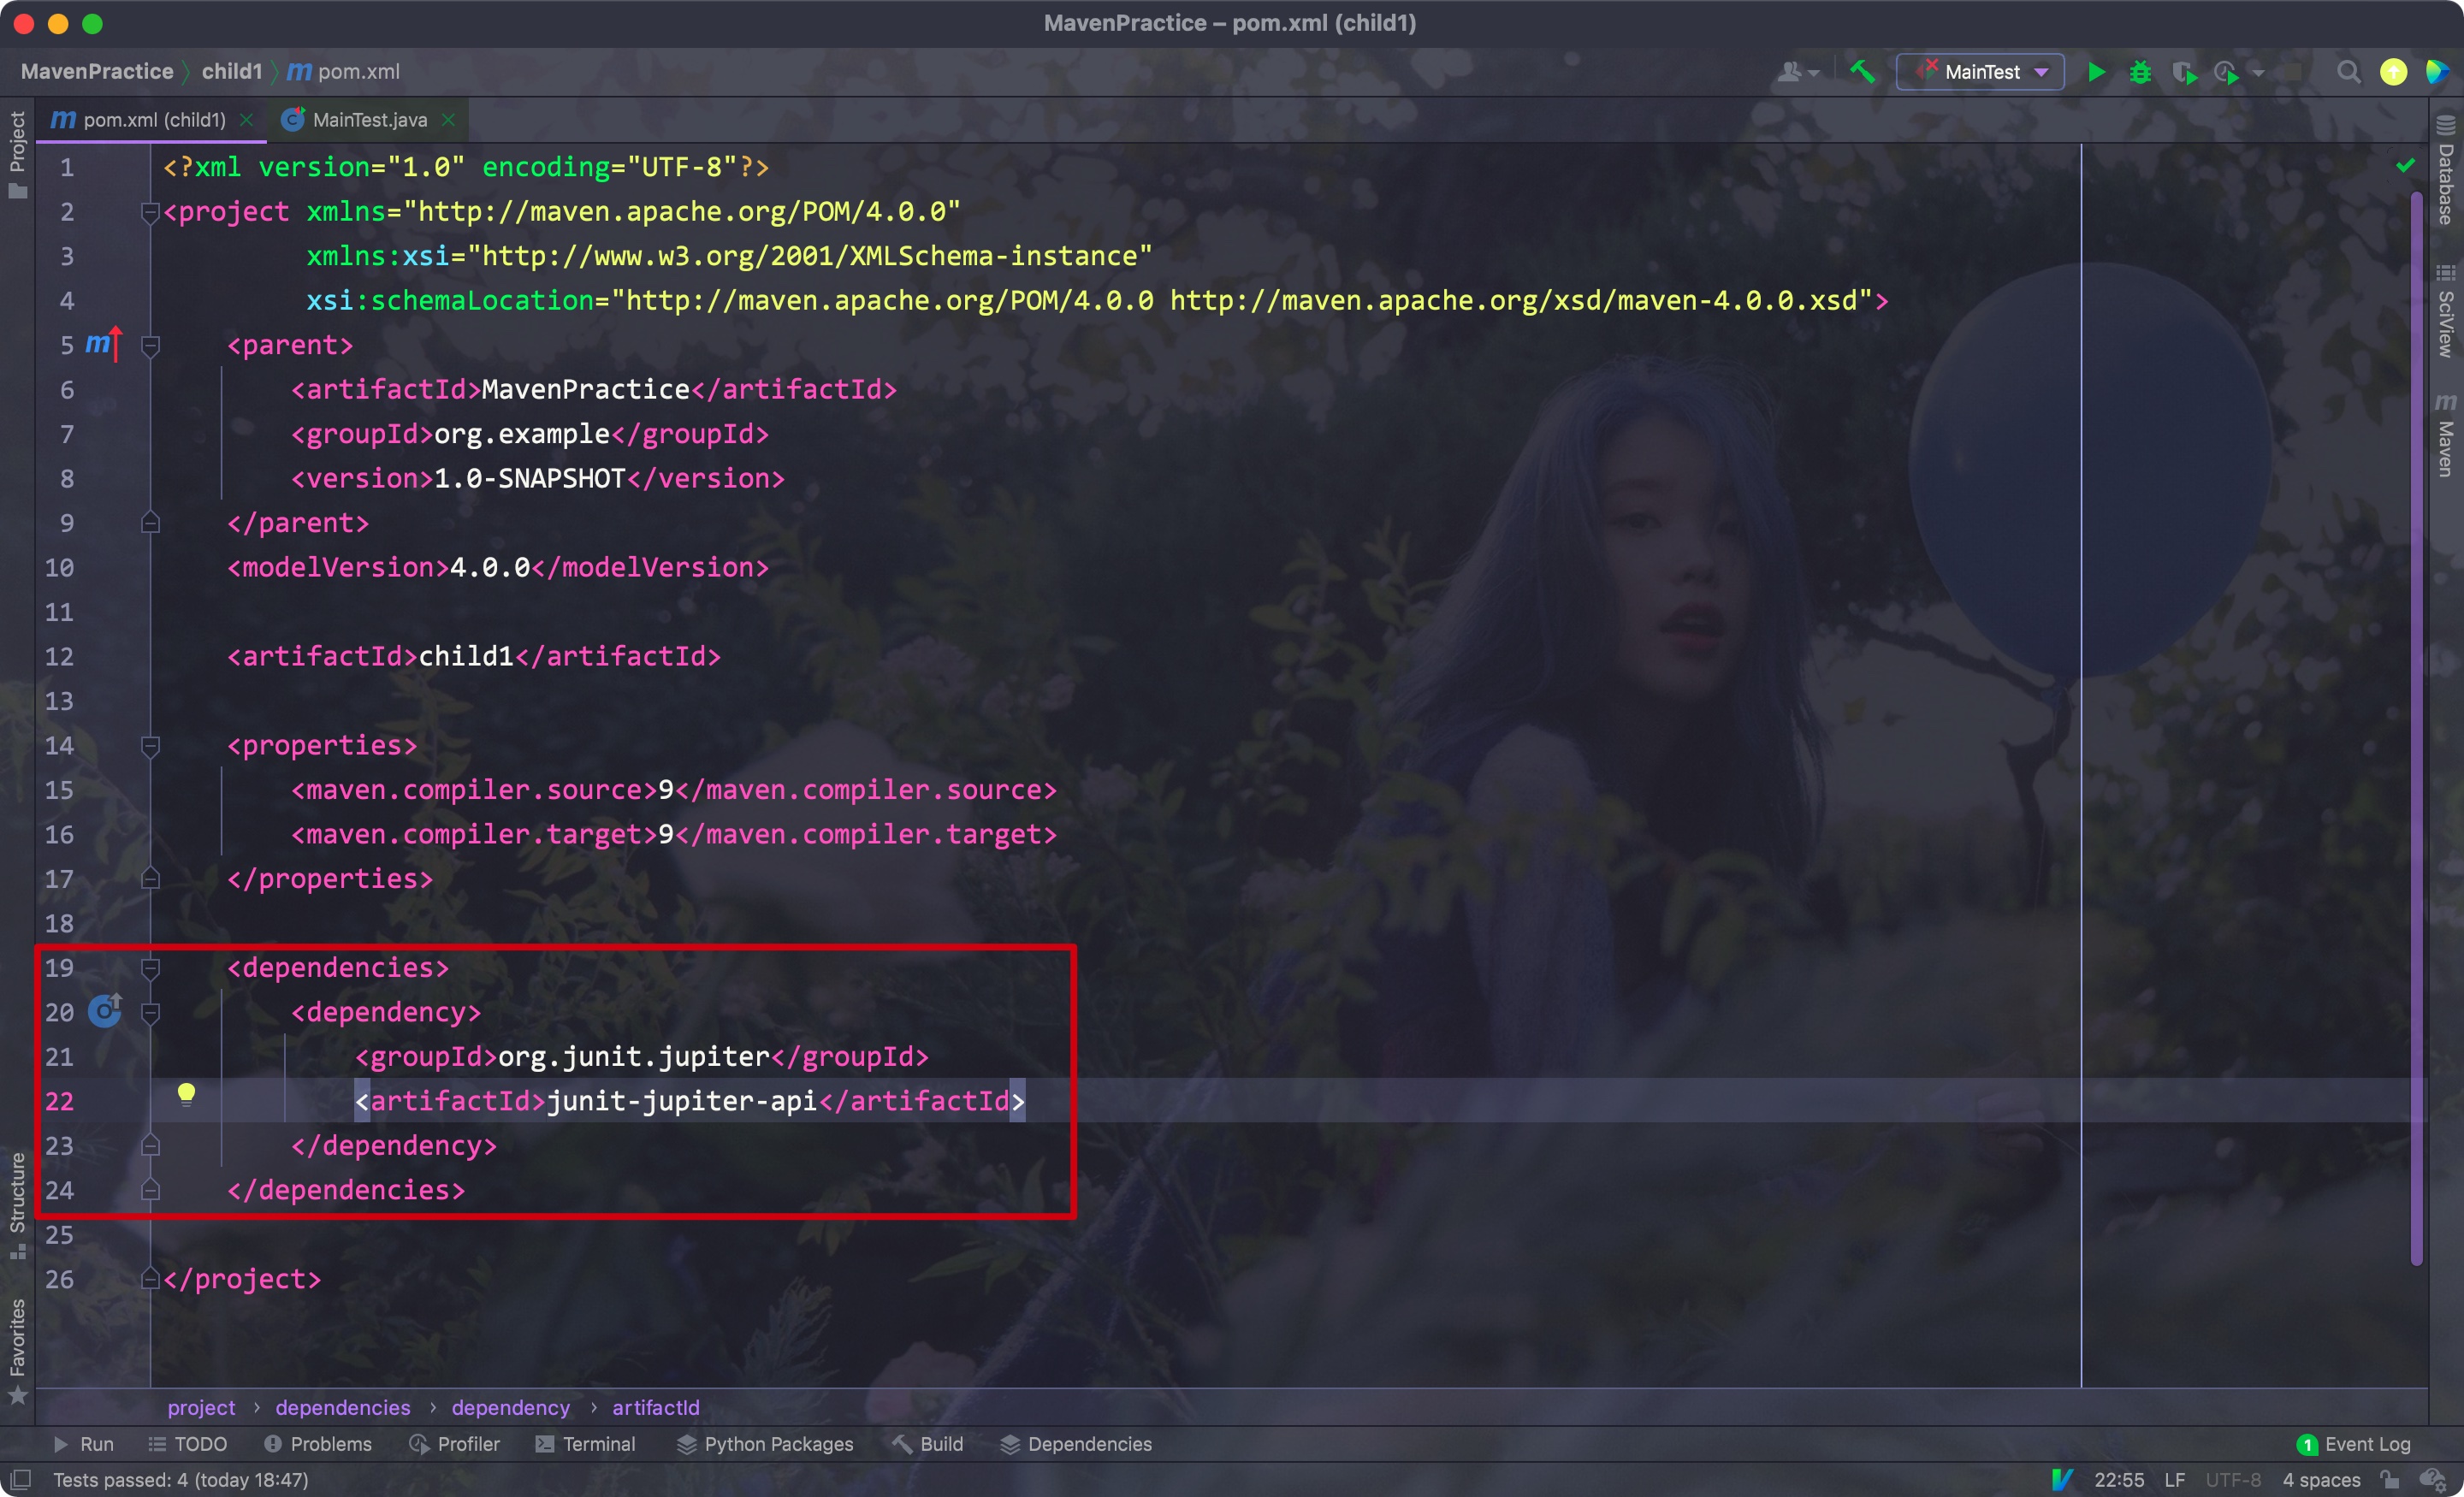 MavenPractice – pom.xml (child1)
MavenPractice 〉 child1 〉 m pom.xml
MainTest
m pom.xml (child1) C MainTest.java
Project
1 <?xml version="1.0" encoding="UTF-8"?>
2 <project xmlns="http://maven.apache.org/POM/4.0.0"
3 xmlns:xsi="http://www.w3.org/2001/XMLSchema-instance"
4 xsi:schemaLocation="http://maven.apache.org/POM/4.0.0 http://maven.apache.org/xsd/maven-4.0.0.xsd">
5 m <parent>
6 <artifactId>MavenPractice</artifactId>
7 <groupId>org.example</groupId>
8 <version>1.0-SNAPSHOT</version>
9 </parent>
10 <modelVersion>4.0.0</modelVersion>
11
12 <artifactId>child1</artifactId>
13
14 <properties>
15 <maven.compiler.source>9</maven.compiler.source>
16 <maven.compiler.target>9</maven.compiler.target>
17 </properties>
18
19 <dependencies>
20 <dependency>
21 <groupId>org.junit.jupiter</groupId>
22 <artifactId>junit-jupiter-api</artifactId>
23 </dependency>
24 </dependencies>
25
26 </project>
Structure
Favorites
Database
SciView
m Maven
project › dependencies › dependency › artifactId
Run TODO Problems Profiler Terminal Python Packages Build Dependencies 1 Event Log
Tests passed: 4 (today 18:47) 22:55 LF UTF-8 4 spaces